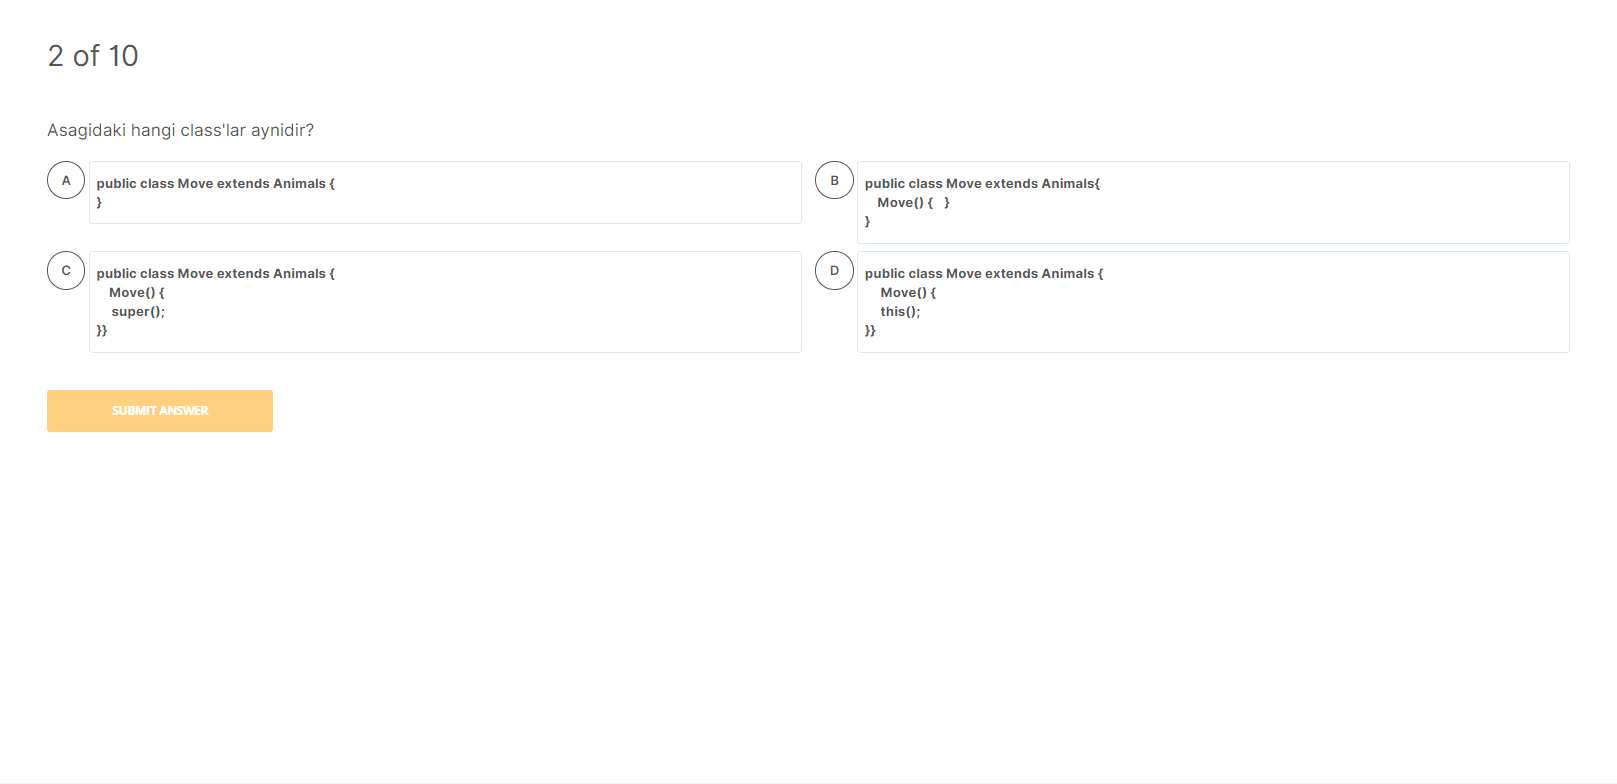 2 of 10
Asagidaki hangi class'lar aynidir?
A
public class Move extends Animals {
}
B
public class Move extends Animals{
Move() { }
}
C
public class Move extends Animals {
Move() {
super();
}}
D
public class Move extends Animals {
Move() {
this();
}}
SUBMIT ANSWER